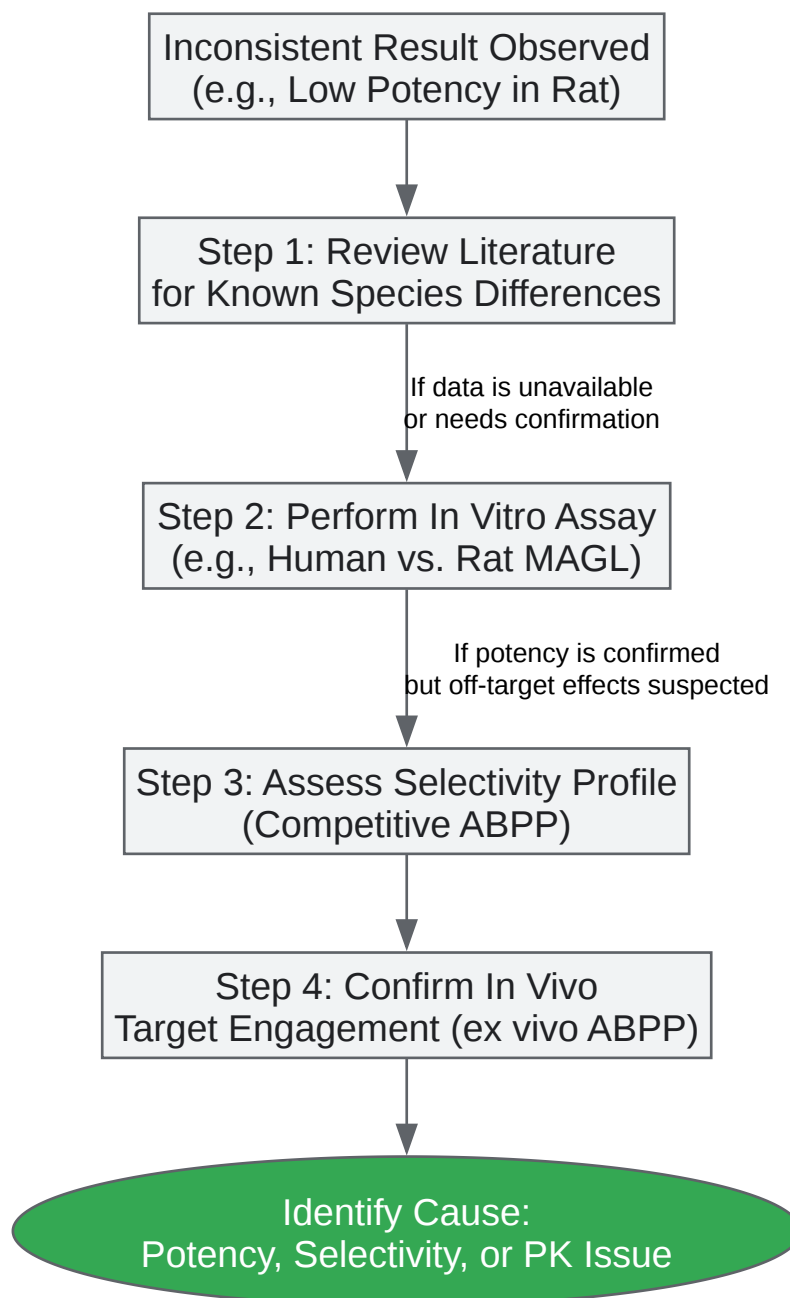 Inconsistent Result Observed
(e.g., Low Potency in Rat)
Step 1: Review Literature
for Known Species Differences
If data is unavailable
or needs confirmation
Step 2: Perform In Vitro Assay
(e.g., Human vs. Rat MAGL)
If potency is confirmed
but off-target effects suspected
Step 3: Assess Selectivity Profile
(Competitive ABPP)
Step 4: Confirm In Vivo
Target Engagement (ex vivo ABPP)
Identify Cause:
Potency, Selectivity, or PK Issue